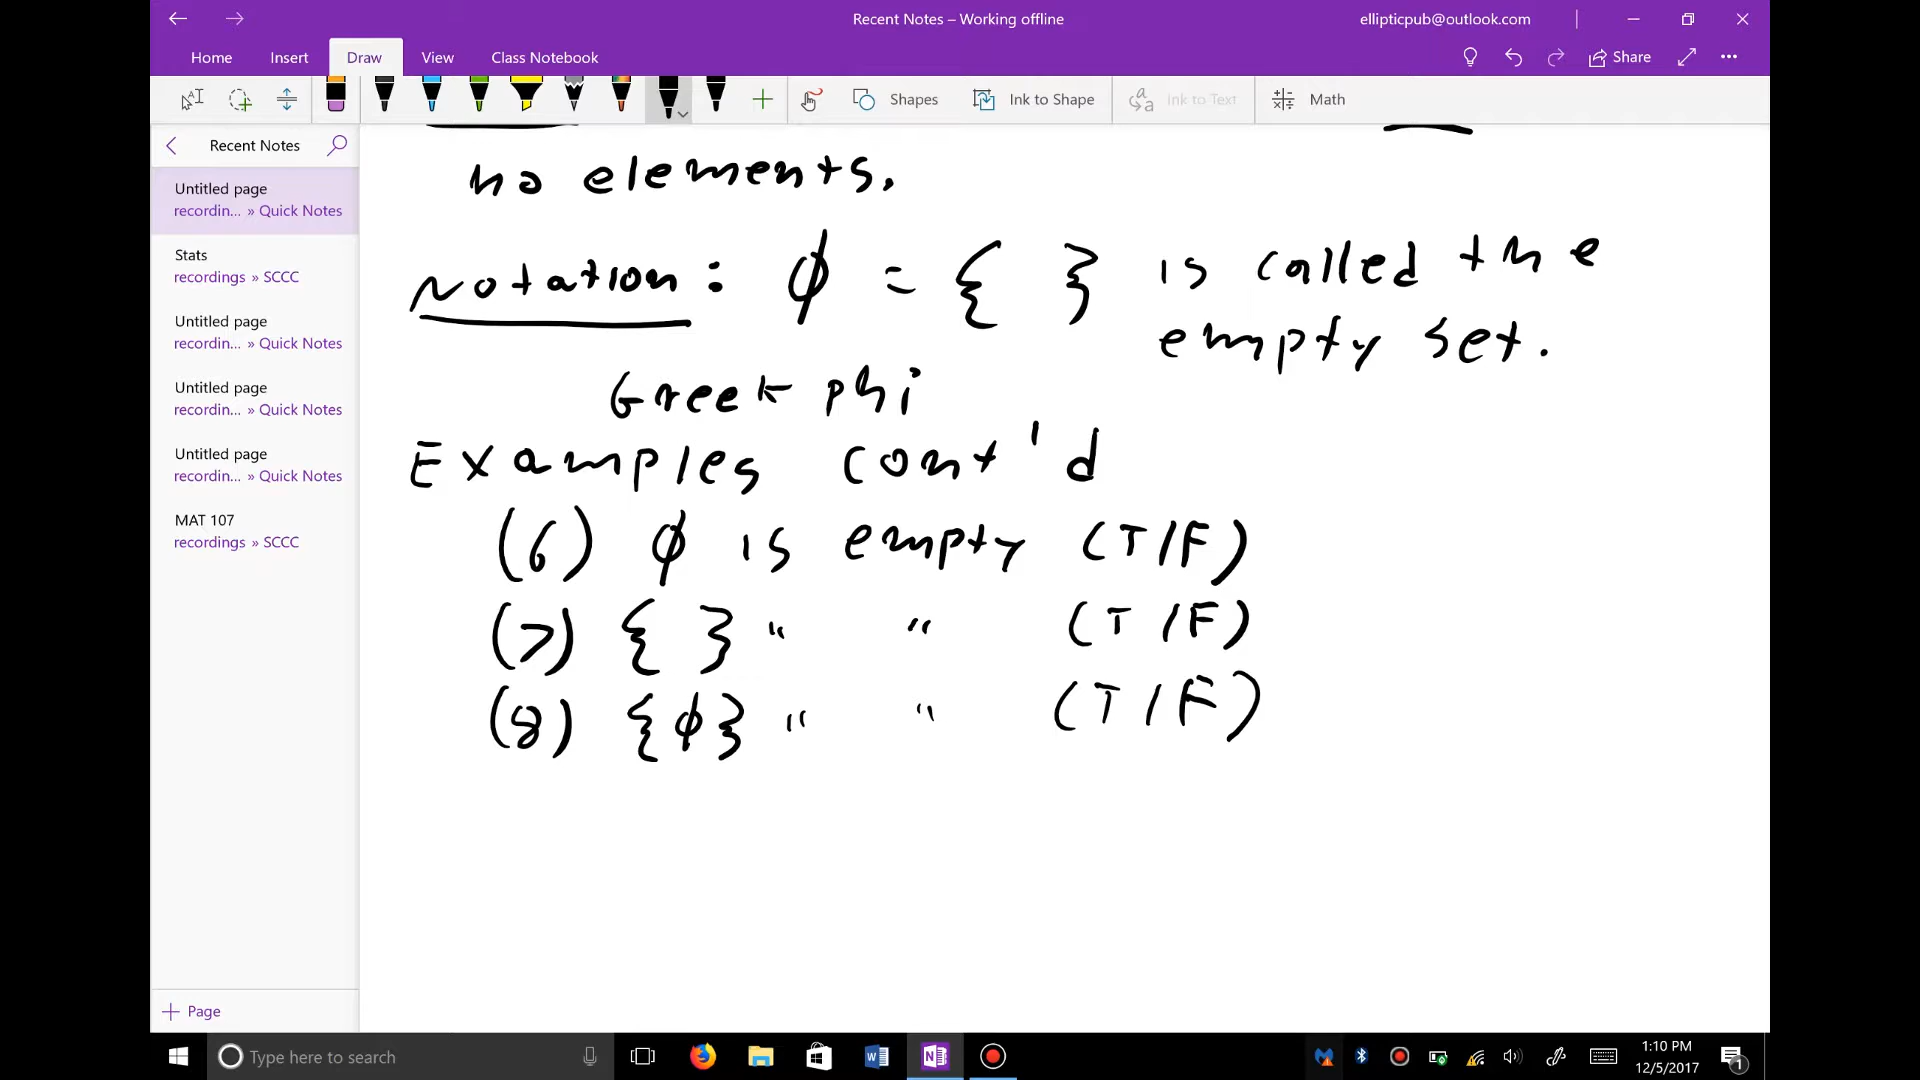 Recent Notes – Working offline
ellipticpub@outlook.com
Home Insert Draw View Class Notebook
Share
Shapes Ink to Shape Ink to Text Math
Recent Notes
Untitled page
recordin... » Quick Notes
Stats
recordings » SCCC
Untitled page
recordin... » Quick Notes
Untitled page
recordin... » Quick Notes
Untitled page
recordin... » Quick Notes
MAT 107
recordings » SCCC
Page
no elements.
Notation: ϕ = { } is called the
empty set.
Greek phi
Examples cont'd
(6) ϕ is empty (T/F)
(7) { } " " (T/F)
(8) {ϕ} " " (T/F)
Type here to search
1:10 PM
12/5/2017
1